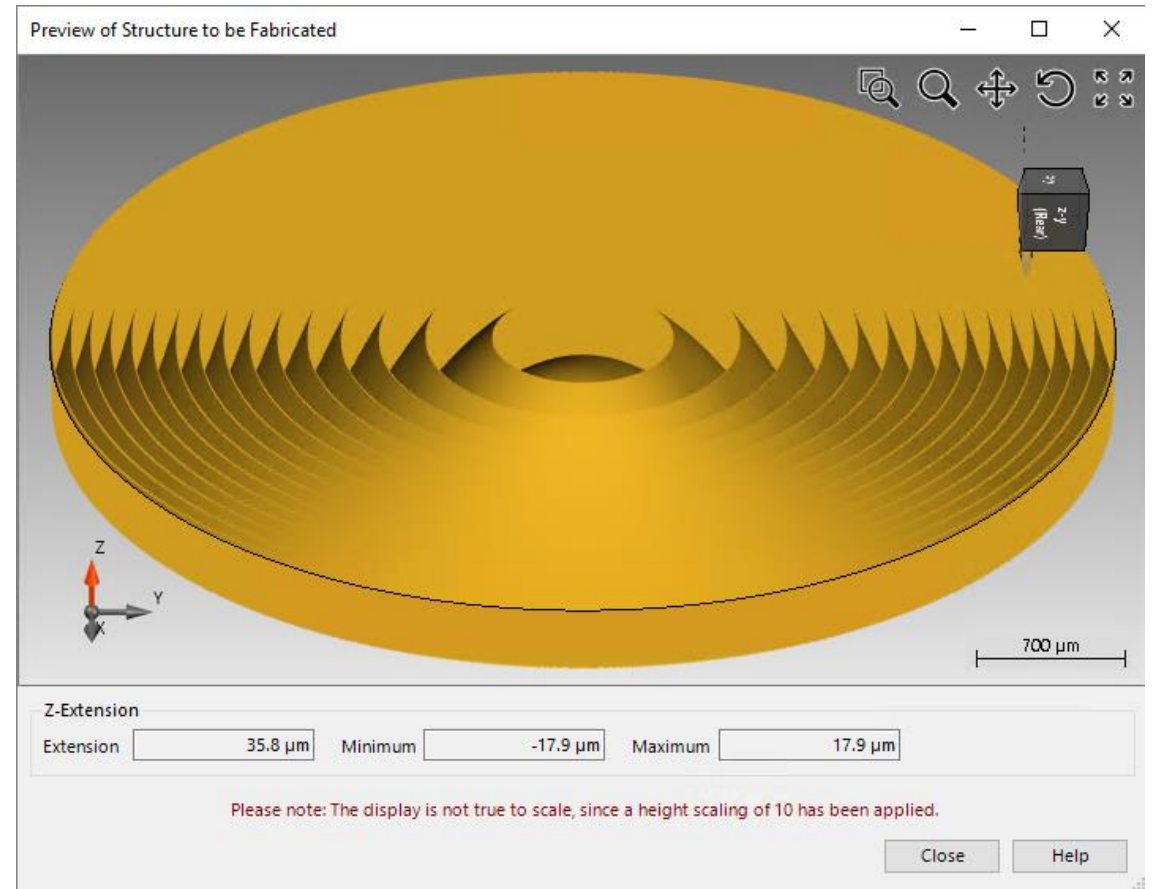 Preview of Structure to be Fabricated
z-y
(Rear)
Z
Y
X
700 µm
Z-Extension
Extension 35.8 µm Minimum -17.9 µm Maximum 17.9 µm
Please note: The display is not true to scale, since a height scaling of 10 has been applied.
Close Help